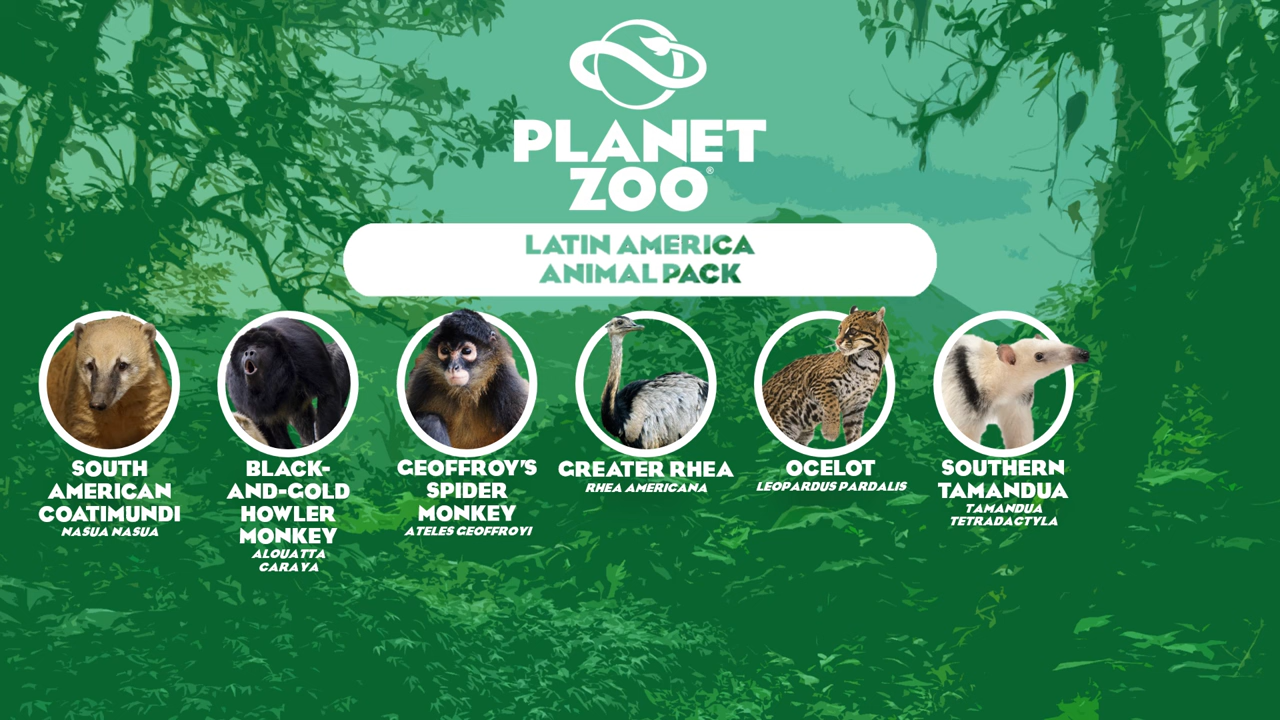 PLANET
ZOO®
LATIN AMERICA
ANIMAL PACK
SOUTH
AMERICAN
COATIMUNDI
NASUA NASUA
BLACK-
AND-GOLD
HOWLER
MONKEY
ALOUATTA
CARAYA
GEOFFROY'S
SPIDER
MONKEY
ATELES GEOFFROYI
GREATER RHEA
RHEA AMERICANA
OCELOT
LEOPARDUS PARDALIS
SOUTHERN
TAMANDUA
TAMANDUA
TETRADACTYLA